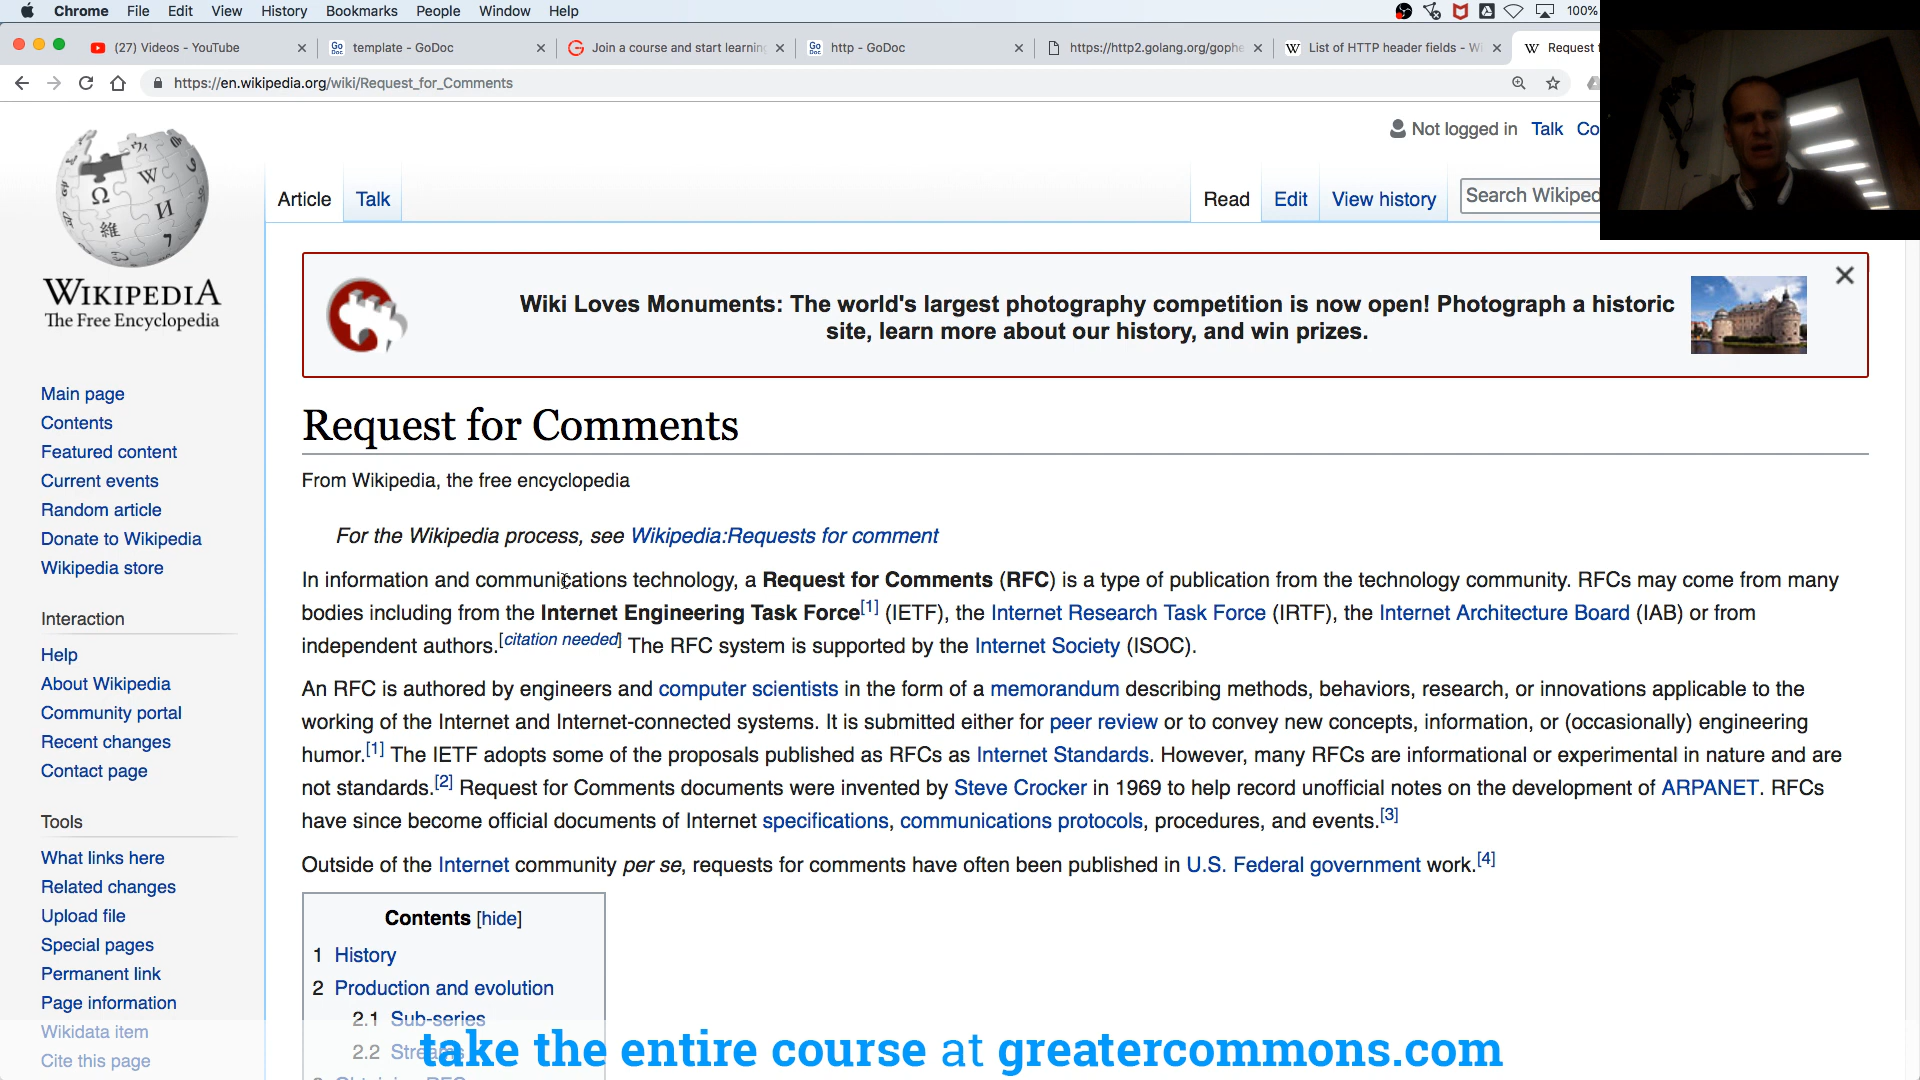 Chrome File Edit View History Bookmarks People Window Help 100%
(27) Videos - YouTube
template - GoDoc
Join a course and start learning
http - GoDoc
https://http2.golang.org/gophe
List of HTTP header fields - Wi
Request f
https://en.wikipedia.org/wiki/Request_for_Comments
Not logged in Talk Co
Article Talk Read Edit View history Search Wikiped
WIKIPEDIA
The Free Encyclopedia
Wiki Loves Monuments: The world's largest photography competition is now open! Photograph a historic
site, learn more about our history, and win prizes.
Main page
Contents
Featured content
Current events
Random article
Donate to Wikipedia
Wikipedia store
Interaction
Help
About Wikipedia
Community portal
Recent changes
Contact page
Tools
What links here
Related changes
Upload file
Special pages
Permanent link
Page information
Wikidata item
Cite this page
Request for Comments
From Wikipedia, the free encyclopedia
For the Wikipedia process, see Wikipedia:Requests for comment
In information and communications technology, a Request for Comments (RFC) is a type of publication from the technology community. RFCs may come from many
bodies including from the Internet Engineering Task Force[1] (IETF), the Internet Research Task Force (IRTF), the Internet Architecture Board (IAB) or from
independent authors.[citation needed] The RFC system is supported by the Internet Society (ISOC).
An RFC is authored by engineers and computer scientists in the form of a memorandum describing methods, behaviors, research, or innovations applicable to the
working of the Internet and Internet-connected systems. It is submitted either for peer review or to convey new concepts, information, or (occasionally) engineering
humor.[1] The IETF adopts some of the proposals published as RFCs as Internet Standards. However, many RFCs are informational or experimental in nature and are
not standards.[2] Request for Comments documents were invented by Steve Crocker in 1969 to help record unofficial notes on the development of ARPANET. RFCs
have since become official documents of Internet specifications, communications protocols, procedures, and events.[3]
Outside of the Internet community per se, requests for comments have often been published in U.S. Federal government work.[4]
Contents [hide]
1 History
2 Production and evolution
2.1 Sub-series
2.2 Streams
take the entire course at greatercommons.com